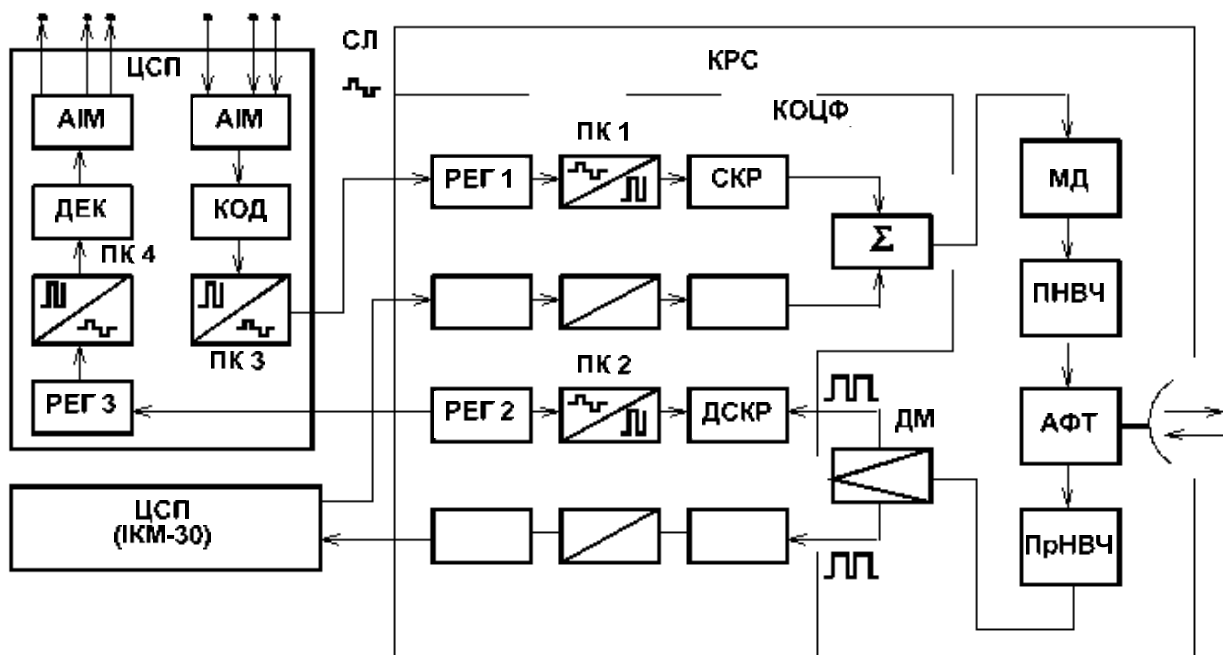 СЛ
ЦСП
КРС
КОЦФ
АІМ
АІМ
ПК 1
РЕГ 1
СКР
МД
ДЕК
КОД
Σ
ПК 4
ПНВЧ
ПК 3
ПК 2
РЕГ 3
РЕГ 2
ДСКР
ДМ
АФТ
ЦСП
(ІКМ-30)
ПрНВЧ